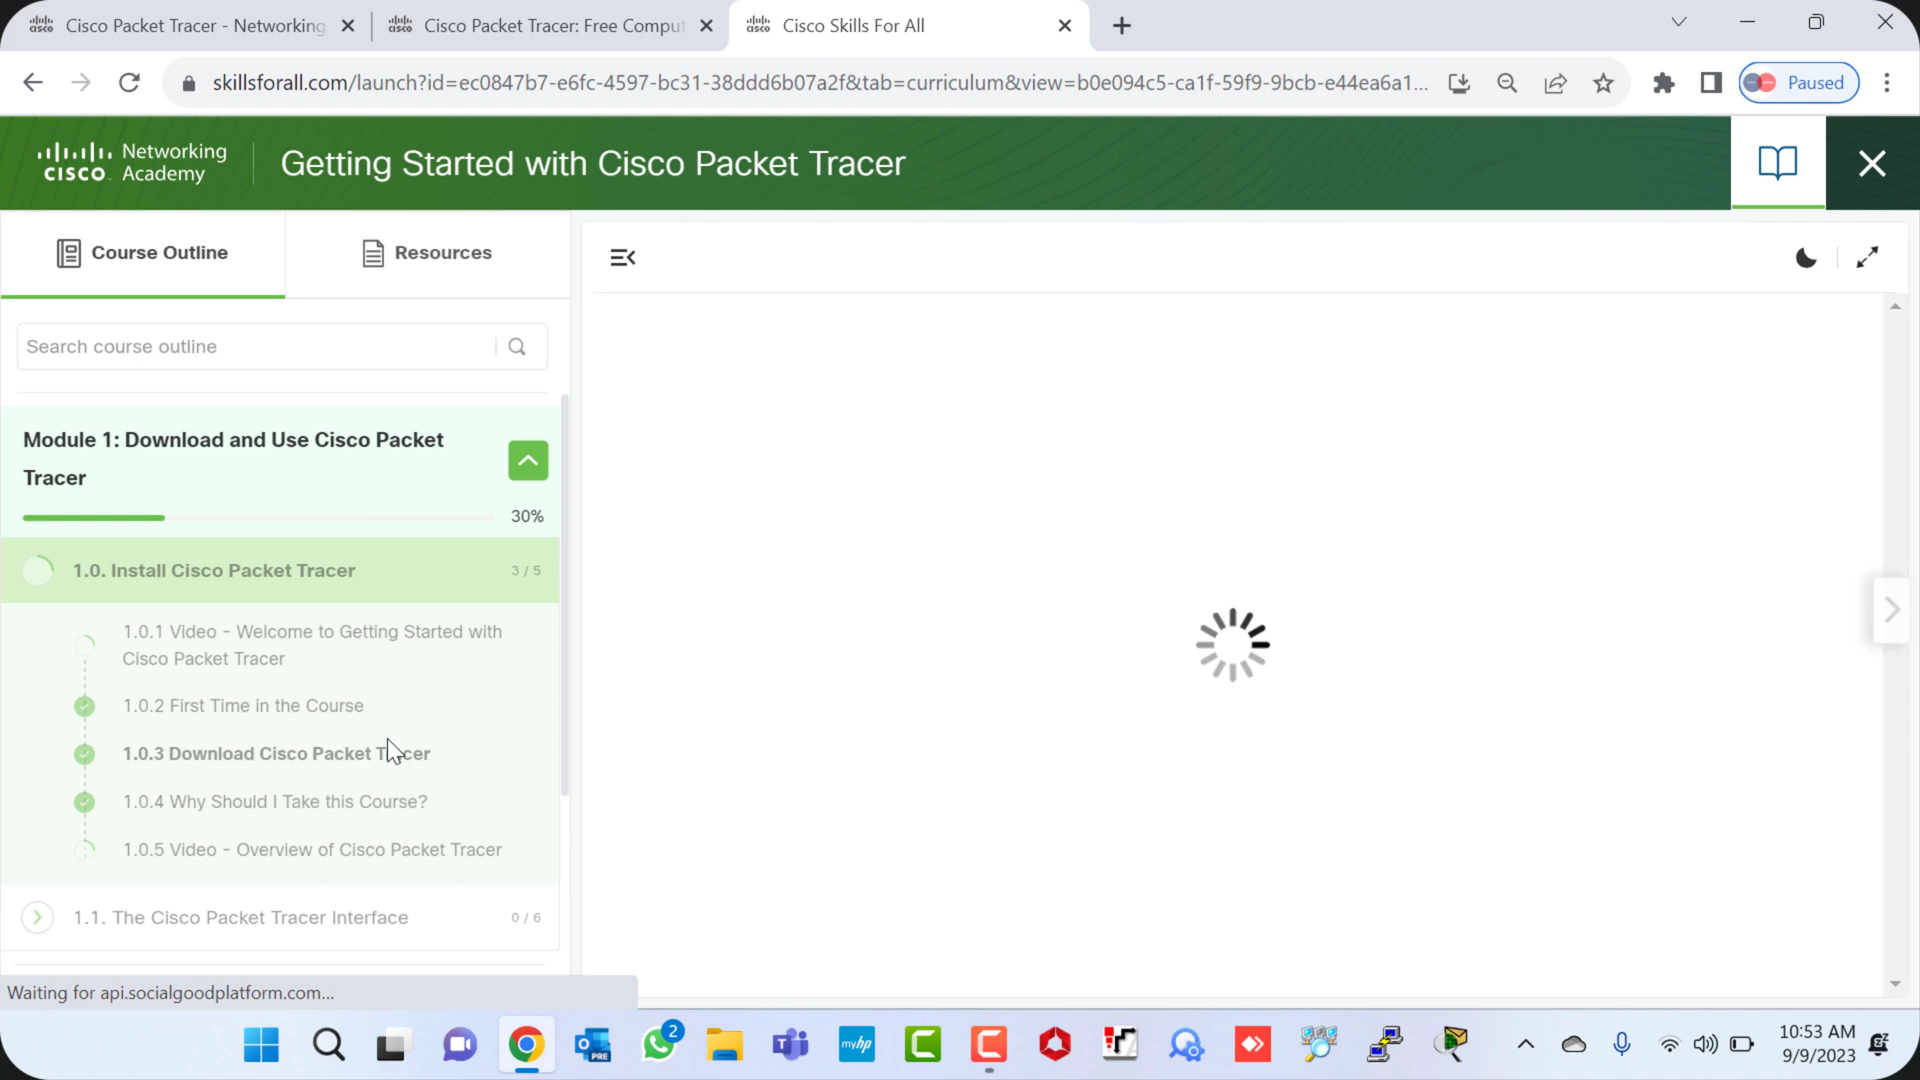 Cisco Packet Tracer - Networking
Cisco Packet Tracer: Free Comput
Cisco Skills For All
skillsforall.com/launch?id=ec0847b7-e6fc-4597-bc31-38ddd6b07a2f&tab=curriculum&view=b0e094c5-ca1f-59f9-9bcb-e44ea6a1...
Paused
CISCO Networking Academy
Getting Started with Cisco Packet Tracer
Course Outline
Resources
Search course outline
Module 1: Download and Use Cisco Packet
Tracer
30%
1.0. Install Cisco Packet Tracer 3 / 5
1.0.1 Video - Welcome to Getting Started with
Cisco Packet Tracer
1.0.2 First Time in the Course
1.0.3 Download Cisco Packet Tracer
1.0.4 Why Should I Take this Course?
1.0.5 Video - Overview of Cisco Packet Tracer
1.1. The Cisco Packet Tracer Interface 0 / 6
Waiting for api.socialgoodplatform.com...
PRE
2
myhp
10:53 AM
9/9/2023